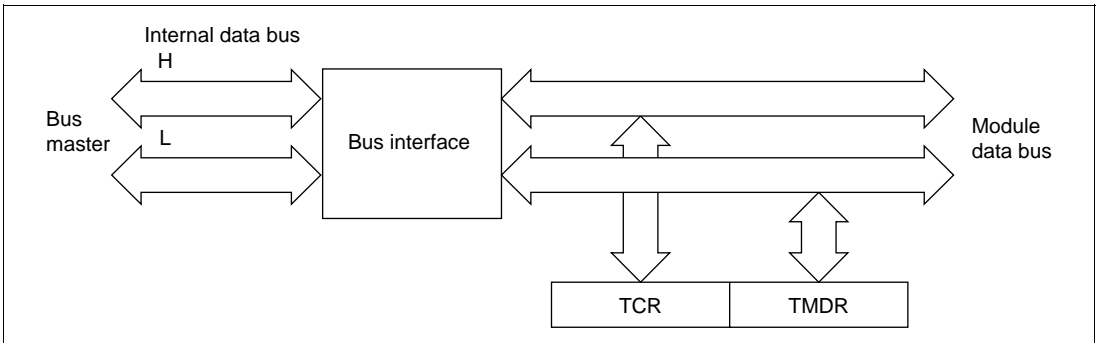 Internal data bus
H
Bus
master
L
Bus interface
Module
data bus
TCR
TMDR